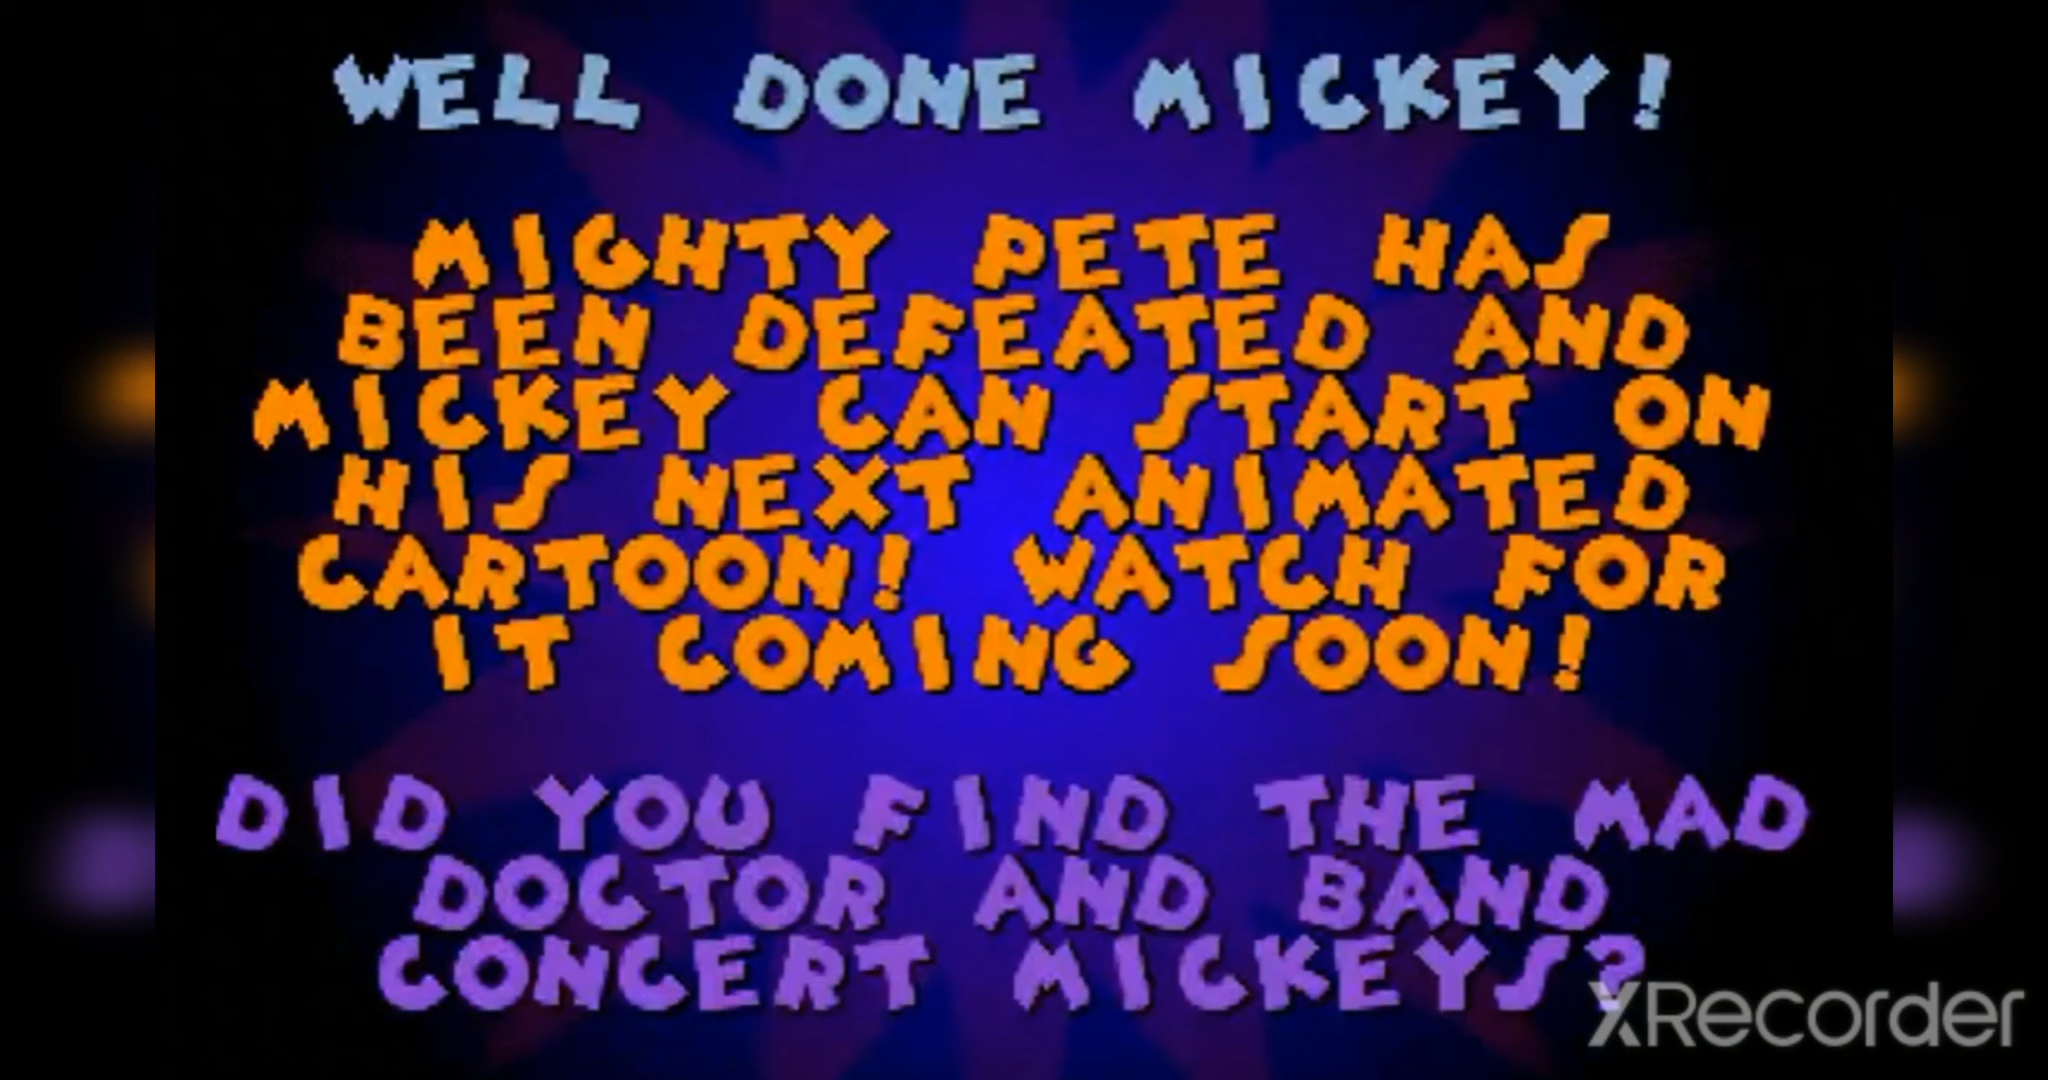 WELL DONE MICKEY!
MIGHTY PETE HAS
BEEN DEFEATED AND
MICKEY CAN START ON
HIS NEXT ANIMATED
CARTOON! WATCH FOR
IT COMING SOON!
DID YOU FIND THE MAD
DOCTOR AND BAND
CONCERT MICKEYS?
XRecorder